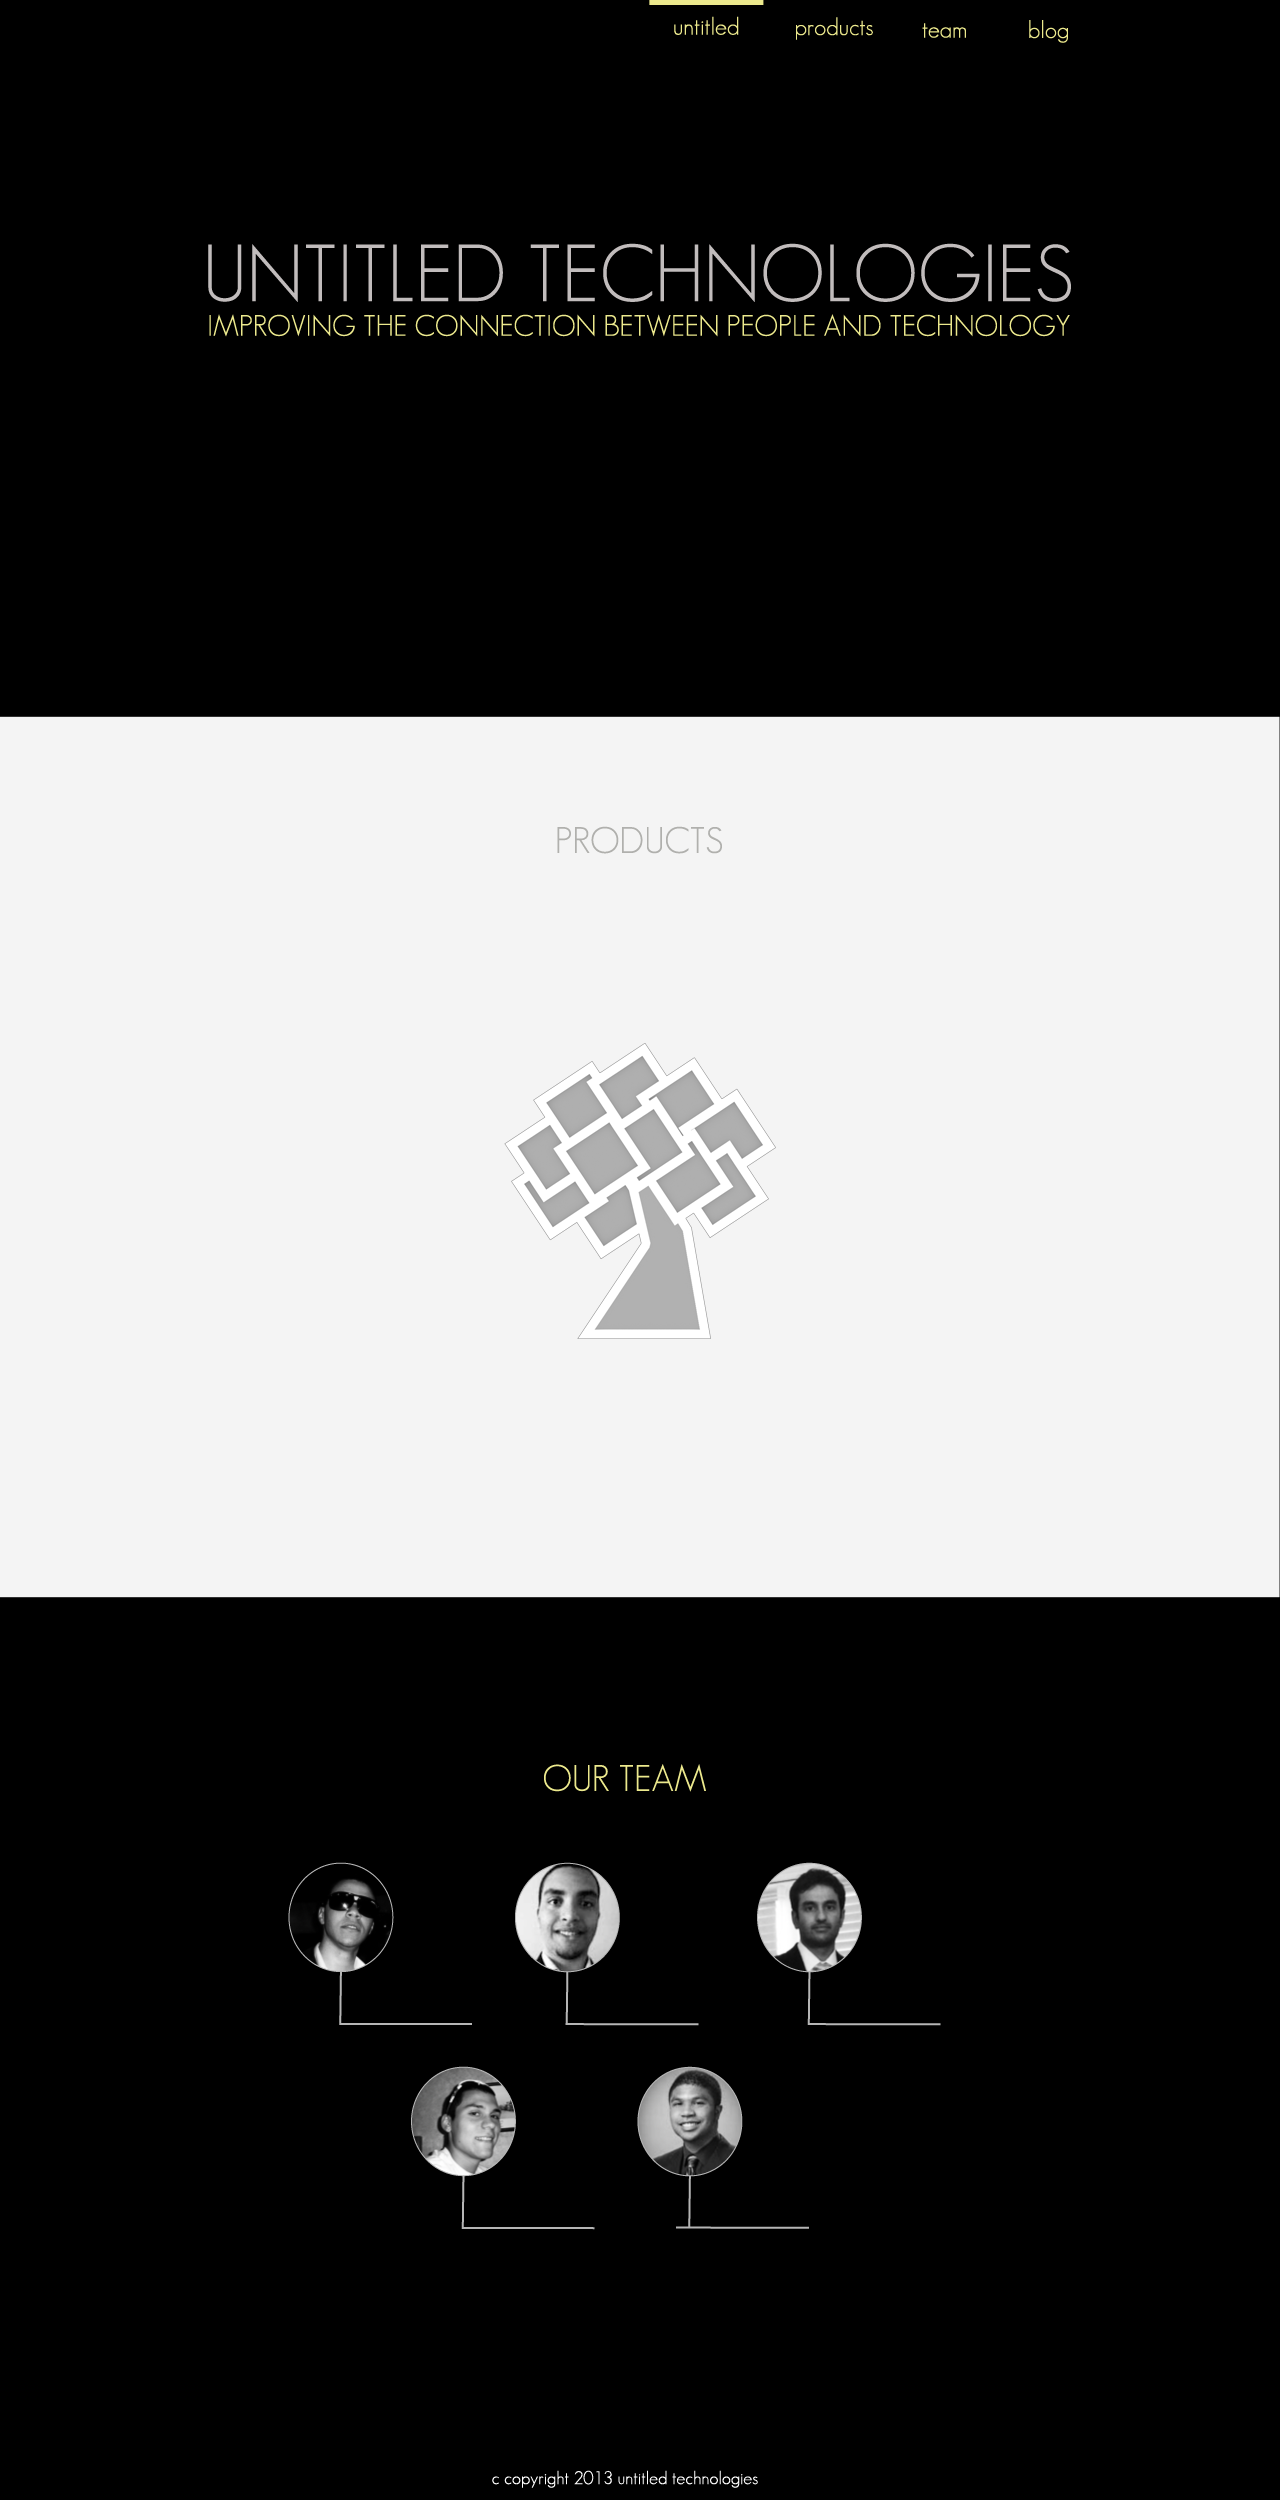 untitled products team blog
UNTITLED TECHNOLOGIES
IMPROVING THE CONNECTION BETWEEN PEOPLE AND TECHNOLOGY
PRODUCTS
OUR TEAM
c copyright 2013 untitled technologies